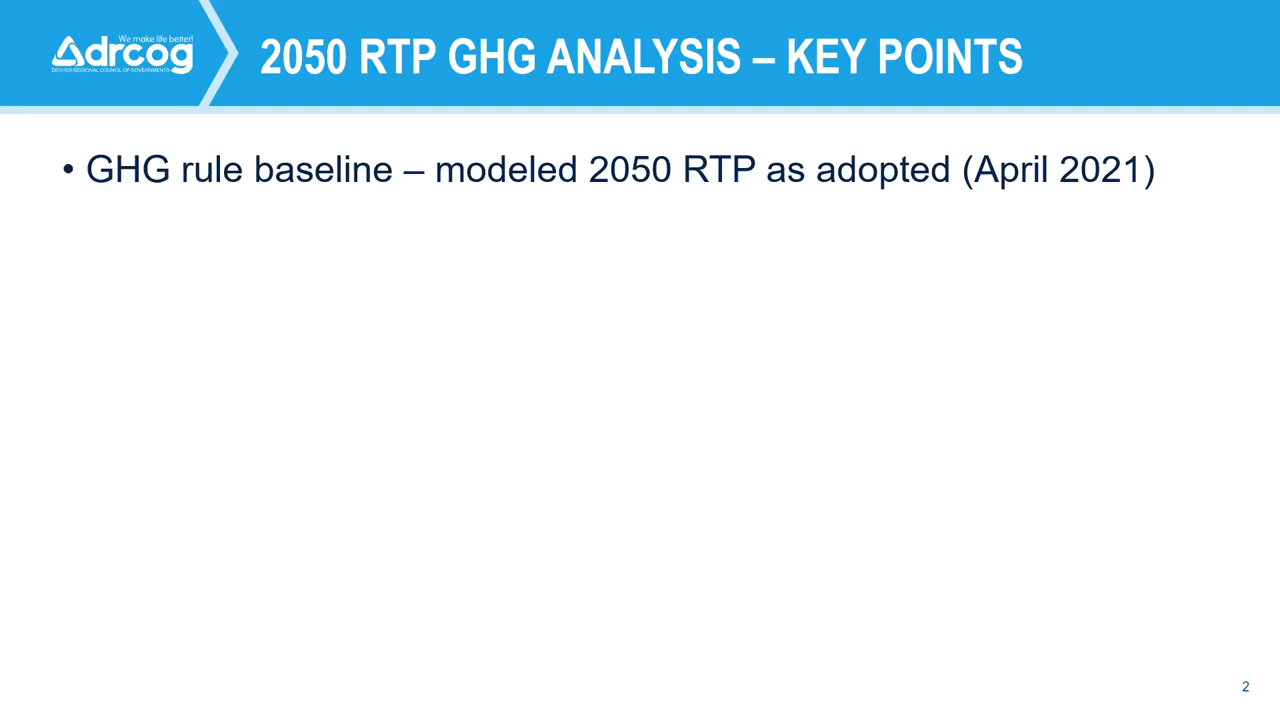 We make life better!
drcog
DENVER REGIONAL COUNCIL OF GOVERNMENTS
2050 RTP GHG ANALYSIS – KEY POINTS
• GHG rule baseline – modeled 2050 RTP as adopted (April 2021)
2